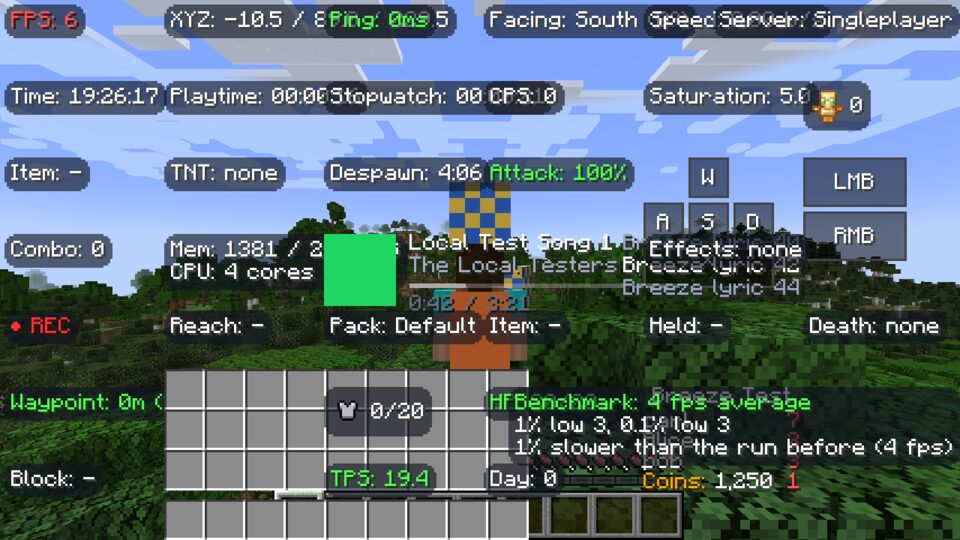 FPS: 6
XYZ: -10.5 / 8
Ping: 0ms 5
Facing: South
Speed
Server: Singleplayer
Time: 19:26:17
Playtime: 00:00
Stopwatch: 00
CPS: 0
Saturation: 5.0
0
Item: -
TNT: none
Despawn: 4:06
Attack: 100%
W
LMB
A S D
RMB
Combo: 0
Mem: 1381 / 2
CPU: 4 cores
Local Test Song 1
The Local Testers
0:42 / 3:21
Effects: none
Breeze lyric
Breeze lyric 44
REC
Reach: -
Pack: Default
Item: -
Held: -
Death: none
Waypoint: 0m (
0/20
Breeze Test
Benchmark: 4 fps average
1% low 3, 0.1% low 3
1% slower than the run before (4 fps)
Block: -
TPS: 19.4
Day: 0
Coins: 1,250 1